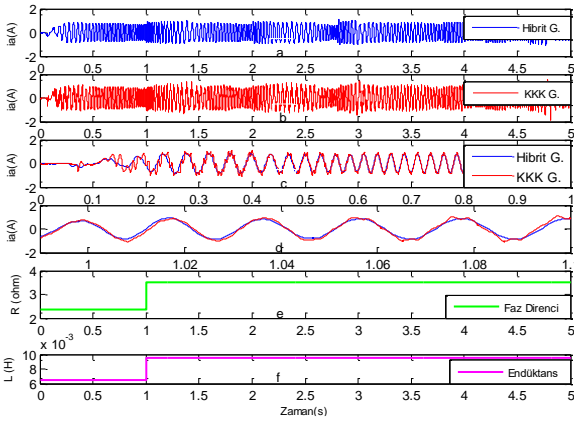 2
0
-2
ia(A)
Hibrit G.
a
0 0.5 1 1.5 2 2.5 3 3.5 4 4.5 5
2
0
-2
ia(A)
KKK G.
b
0 0.5 1 1.5 2 2.5 3 3.5 4 4.5 5
2
0
-2
ia(A)
Hibrit G.
KKK G.
c
0 0.1 0.2 0.3 0.4 0.5 0.6 0.7 0.8 0.9 1
2
0
-2
ia(A)
d
1 1.02 1.04 1.06 1.08 1.
4
3
2
R (ohm)
Faz Direnci
e
0 0.5 1 1.5 2 2.5 3 3.5 4 4.5 5
x 10⁻³
10
8
6
L (H)
Endüktans
f
0 0.5 1 1.5 2 2.5 3 3.5 4 4.5 5
Zaman(s)